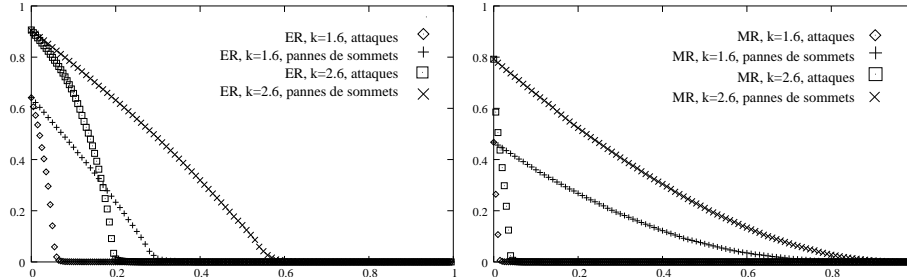 1
0.8
0.6
0.4
0.2
0
0 0.2 0.4 0.6 0.8 1
ER, k=1.6, attaques
ER, k=1.6, pannes de sommets
ER, k=2.6, attaques
ER, k=2.6, pannes de sommets
1
0.8
0.6
0.4
0.2
0
0 0.2 0.4 0.6 0.8
MR, k=1.6, attaques
MR, k=1.6, pannes de sommets
MR, k=2.6, attaques
MR, k=2.6, pannes de sommets